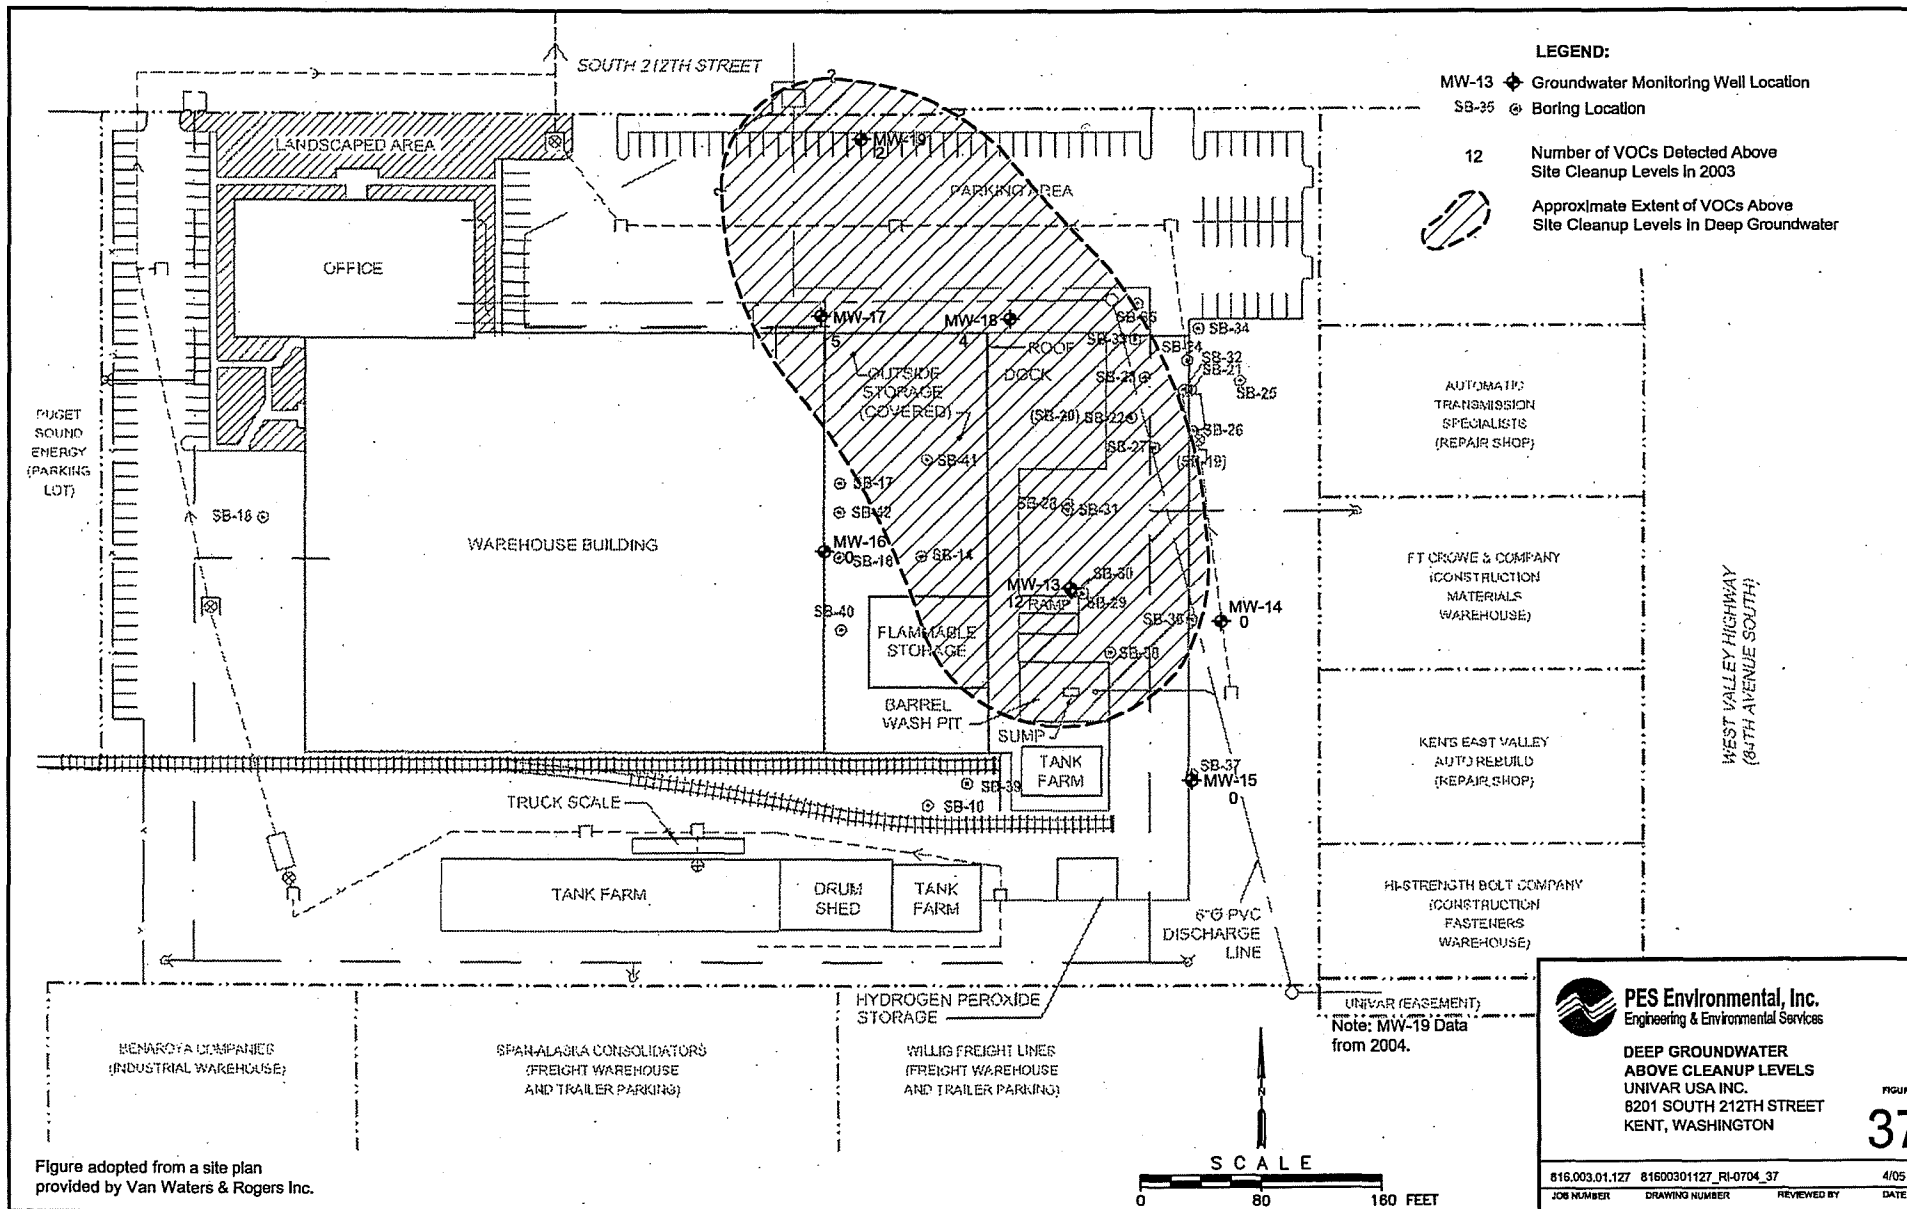 SOUTH 212TH STREET
LEGEND:
MW-13 Groundwater Monitoring Well Location
SB-35 Boring Location
12 Number of VOCs Detected Above
Site Cleanup Levels In 2003
Approximate Extent of VOCs Above
Site Cleanup Levels In Deep Groundwater
LANDSCAPED AREA
MW-19
2
PARKING AREA
OFFICE
MW-17
5
MW-18
4
SB-34
SB-33
ROOF
DOCK
SB-32
SB-21
SB-25
OUTSIDE
STORAGE
(COVERED)
(SB-20)
SB-22
SB-26
SB-27
SB-41
SB-17
SB-42
SB-28
SB-31
SB-18
WAREHOUSE BUILDING
MW-16
0
SB-16
SB-14
MW-13
12
RAMP
SB-30
SB-29
SB-40
MW-14
0
FLAMMABLE
STORAGE
BARREL
WASH PIT
SUMP
TANK
FARM
SB-37
MW-15
0
SB-39
SB-10
TRUCK SCALE
TANK FARM
DRUM
SHED
TANK
FARM
6"Ø PVC
DISCHARGE
LINE
HYDROGEN PEROXIDE
STORAGE
PUGET
SOUND
ENERGY
(PARKING
LOT)
AUTOMATIC
TRANSMISSION
SPECIALISTS
(REPAIR SHOP)
FT CROWE & COMPANY
(CONSTRUCTION
MATERIALS
WAREHOUSE)
KEN'S EAST VALLEY
AUTO REBUILD
(REPAIR SHOP)
HI-STRENGTH BOLT COMPANY
(CONSTRUCTION
FASTENERS
WAREHOUSE)
WEST VALLEY HIGHWAY
(84TH AVENUE SOUTH)
UNIVAR (EASEMENT)
Note: MW-19 Data
from 2004.
BENAROYA COMPANIES
(INDUSTRIAL WAREHOUSE)
SPAN-ALASKA CONSOLIDATORS
(FREIGHT WAREHOUSE
AND TRAILER PARKING)
WILLIG FREIGHT LINES
(FREIGHT WAREHOUSE
AND TRAILER PARKING)
Figure adopted from a site plan
provided by Van Waters & Rogers Inc.
N
SCALE
0 80 160 FEET
PES Environmental, Inc.
Engineering & Environmental Services
DEEP GROUNDWATER
ABOVE CLEANUP LEVELS
UNIVAR USA INC.
8201 SOUTH 212TH STREET
KENT, WASHINGTON
37
816.003.01.127 81600301127_RI-0704_37 4/05
JOB NUMBER DRAWING NUMBER REVIEWED BY DATE